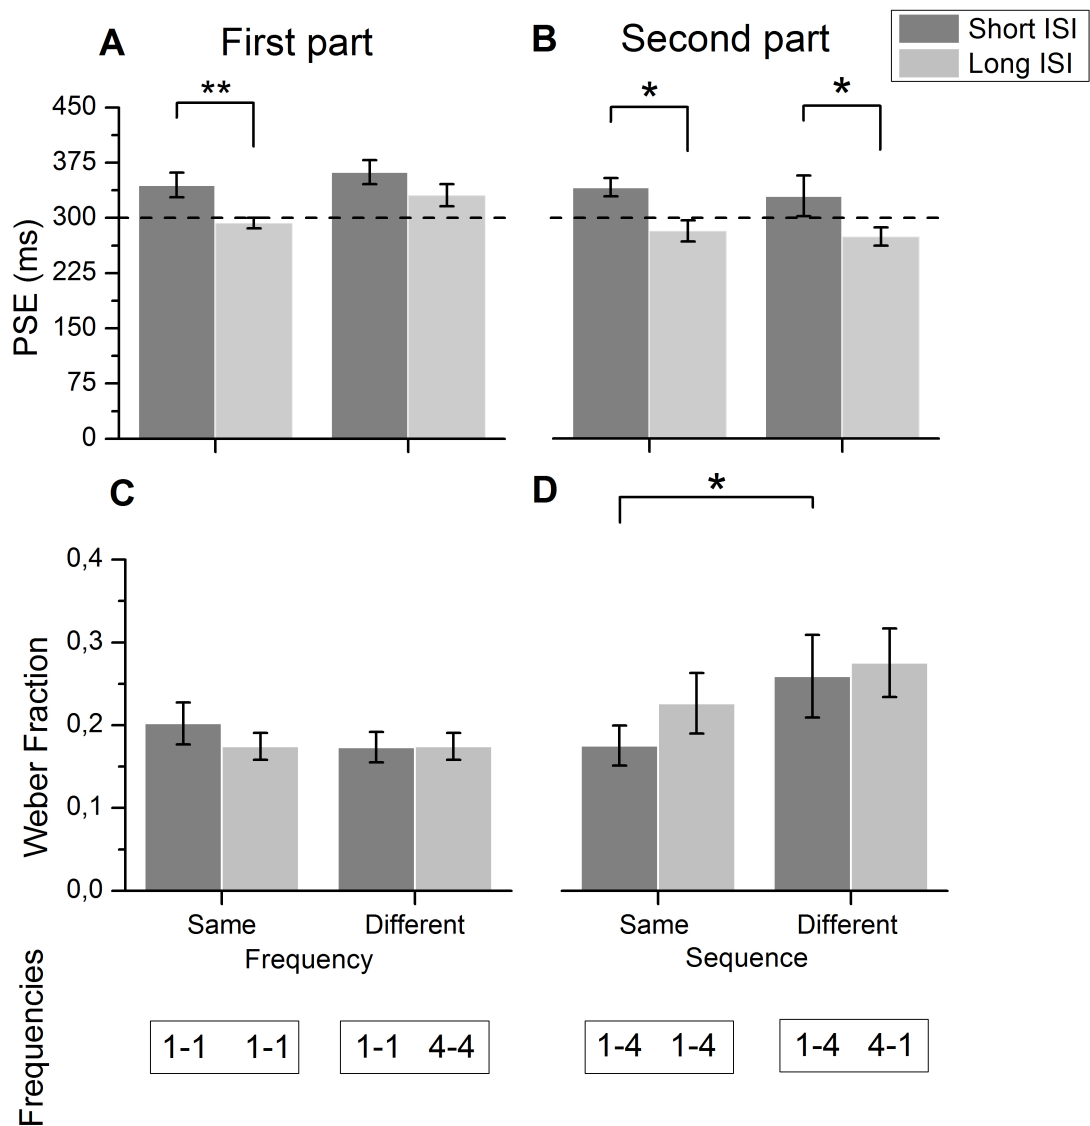 A
First part
B
Second part
Short ISI
Long ISI
**
*
*
PSE (ms)
450
375
300
225
150
75
0
C
D
*
Weber Fraction
0,4
0,3
0,2
0,1
0,0
Same
Different
Same
Different
Frequency
Sequence
Frequencies
1-1 1-1
1-1 4-4
1-4 1-4
1-4 4-1